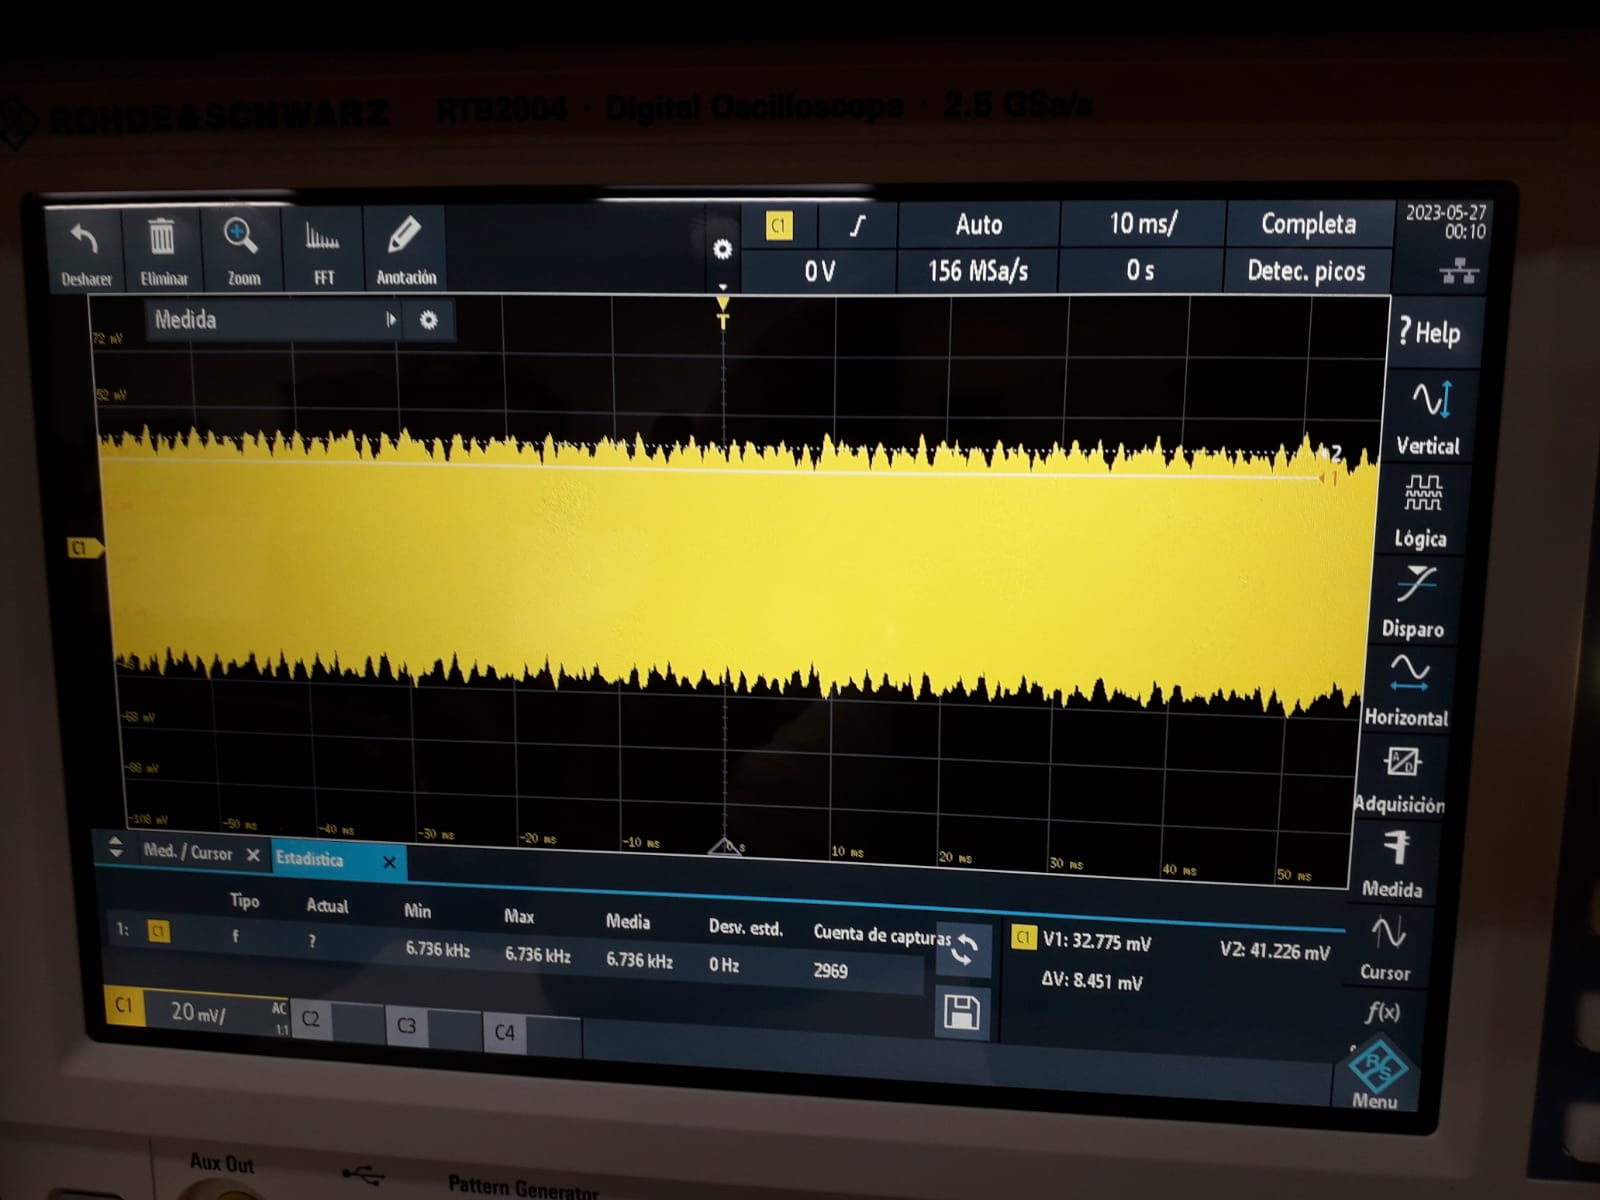 ROHDE&SCHWARZ RTB2004 · Digital Oscilloscope · 2.5 GSa/s
Deshacer Eliminar Zoom FFT Anotación
C1 Auto 10 ms/ Completa
0 V 156 MSa/s 0 s Detec. picos
2023-05-27
00:10
Medida
T
? Help
72 mV
52 mV
Vertical
2
1
Lógica
C1
Disparo
-68 mV
Horizontal
-88 mV
Adquisición
-108 mV
-50 ms -40 ms -30 ms -20 ms -10 ms 0 s 10 ms 20 ms 30 ms 40 ms 50 ms
Med. / Cursor X Estadística X
Medida
Tipo Actual Min Max Media Desv. estd. Cuenta de capturas
1: C1 f ? 6.736 kHz 6.736 kHz 6.736 kHz 0 Hz 2969
C1 V1: 32.775 mV V2: 41.226 mV
ΔV: 8.451 mV
Cursor
C1 20 mV/ AC 1:1 C2 C3 C4
f(x)
R&S
Menu
Aux Out
Pattern Generator